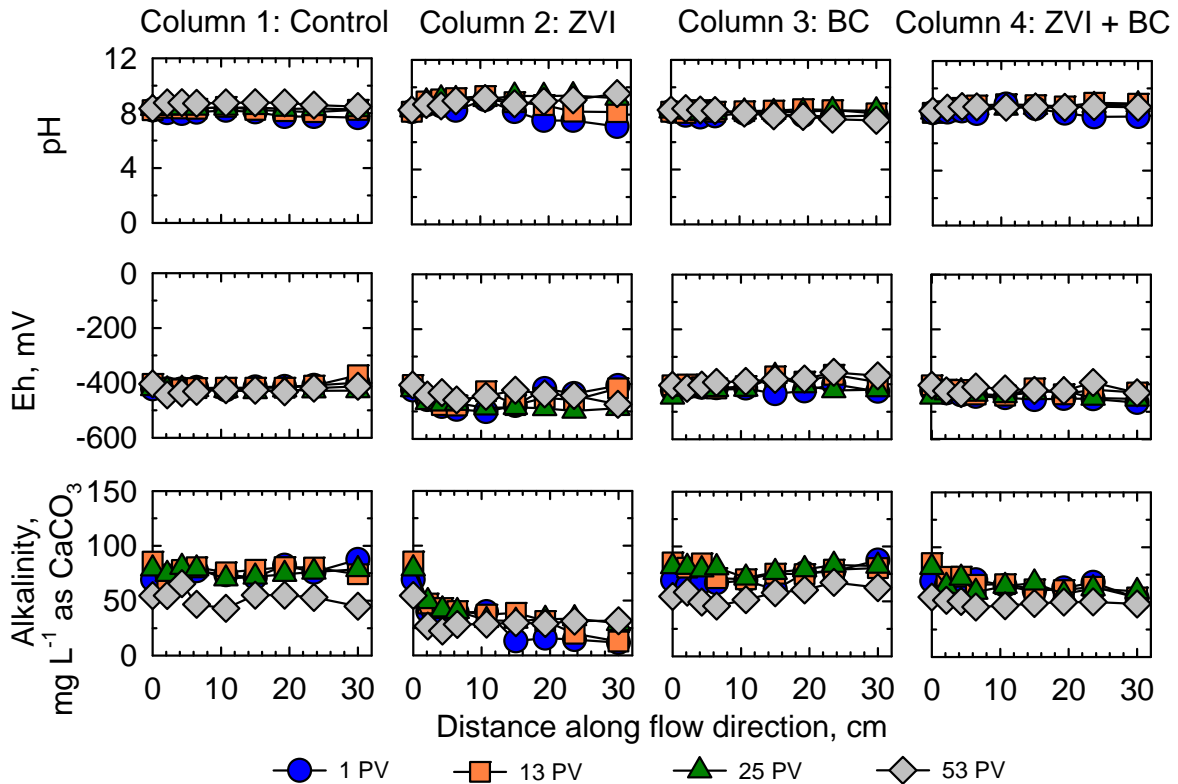 Column 1: Control Column 2: ZVI Column 3: BC Column 4: ZVI + BC
12
8
4
0
pH
0
-200
-400
-600
Eh, mV
150
100
50
0
Alkalinity,
mg L⁻¹ as CaCO₃
0 10 20 30 0 10 20 30 0 10 20 30 0 10 20 30
Distance along flow direction, cm
1 PV 13 PV 25 PV 53 PV